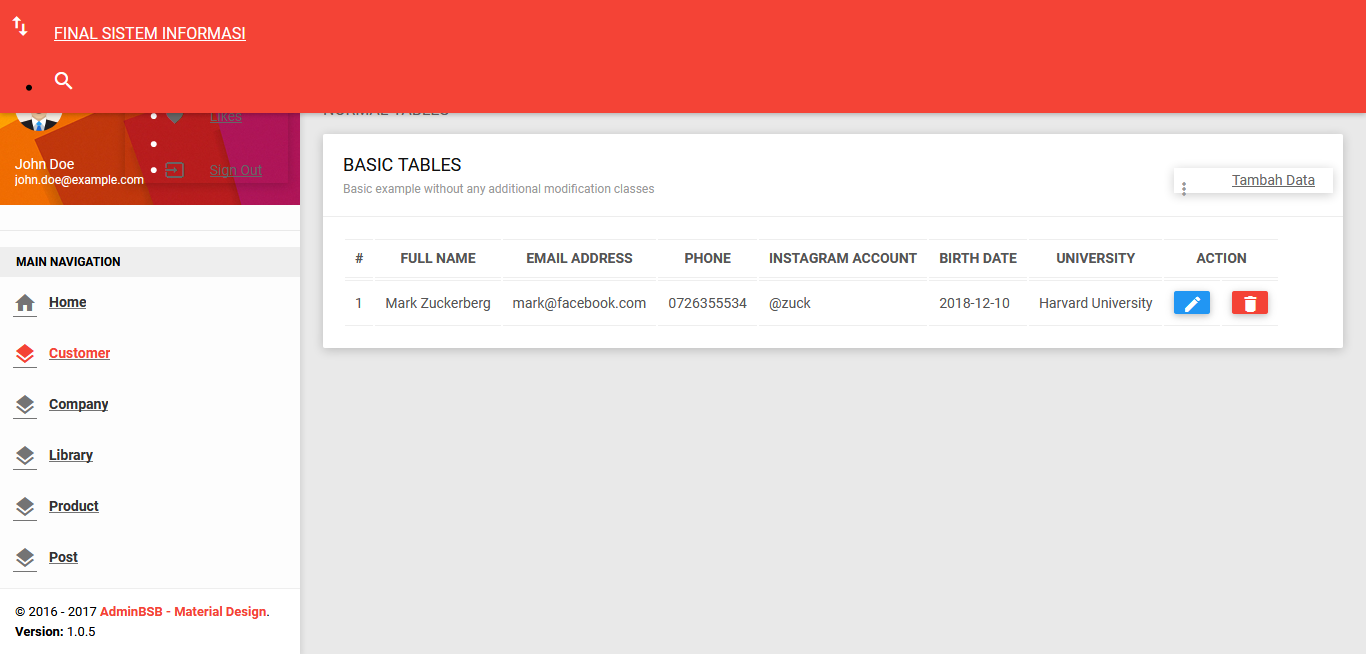 FINAL SISTEM INFORMASI
Likes
John Doe
Sign Out
john.doe@example.com
MAIN NAVIGATION
Home
Customer
Company
Library
Product
Post
© 2016 - 2017 AdminBSB - Material Design.
Version: 1.0.5
NORMAL TABLES
BASIC TABLES
Basic example without any additional modification classes
Tambah Data
# FULL NAME EMAIL ADDRESS PHONE INSTAGRAM ACCOUNT BIRTH DATE UNIVERSITY ACTION
1 Mark Zuckerberg mark@facebook.com 0726355534 @zuck 2018-12-10 Harvard University